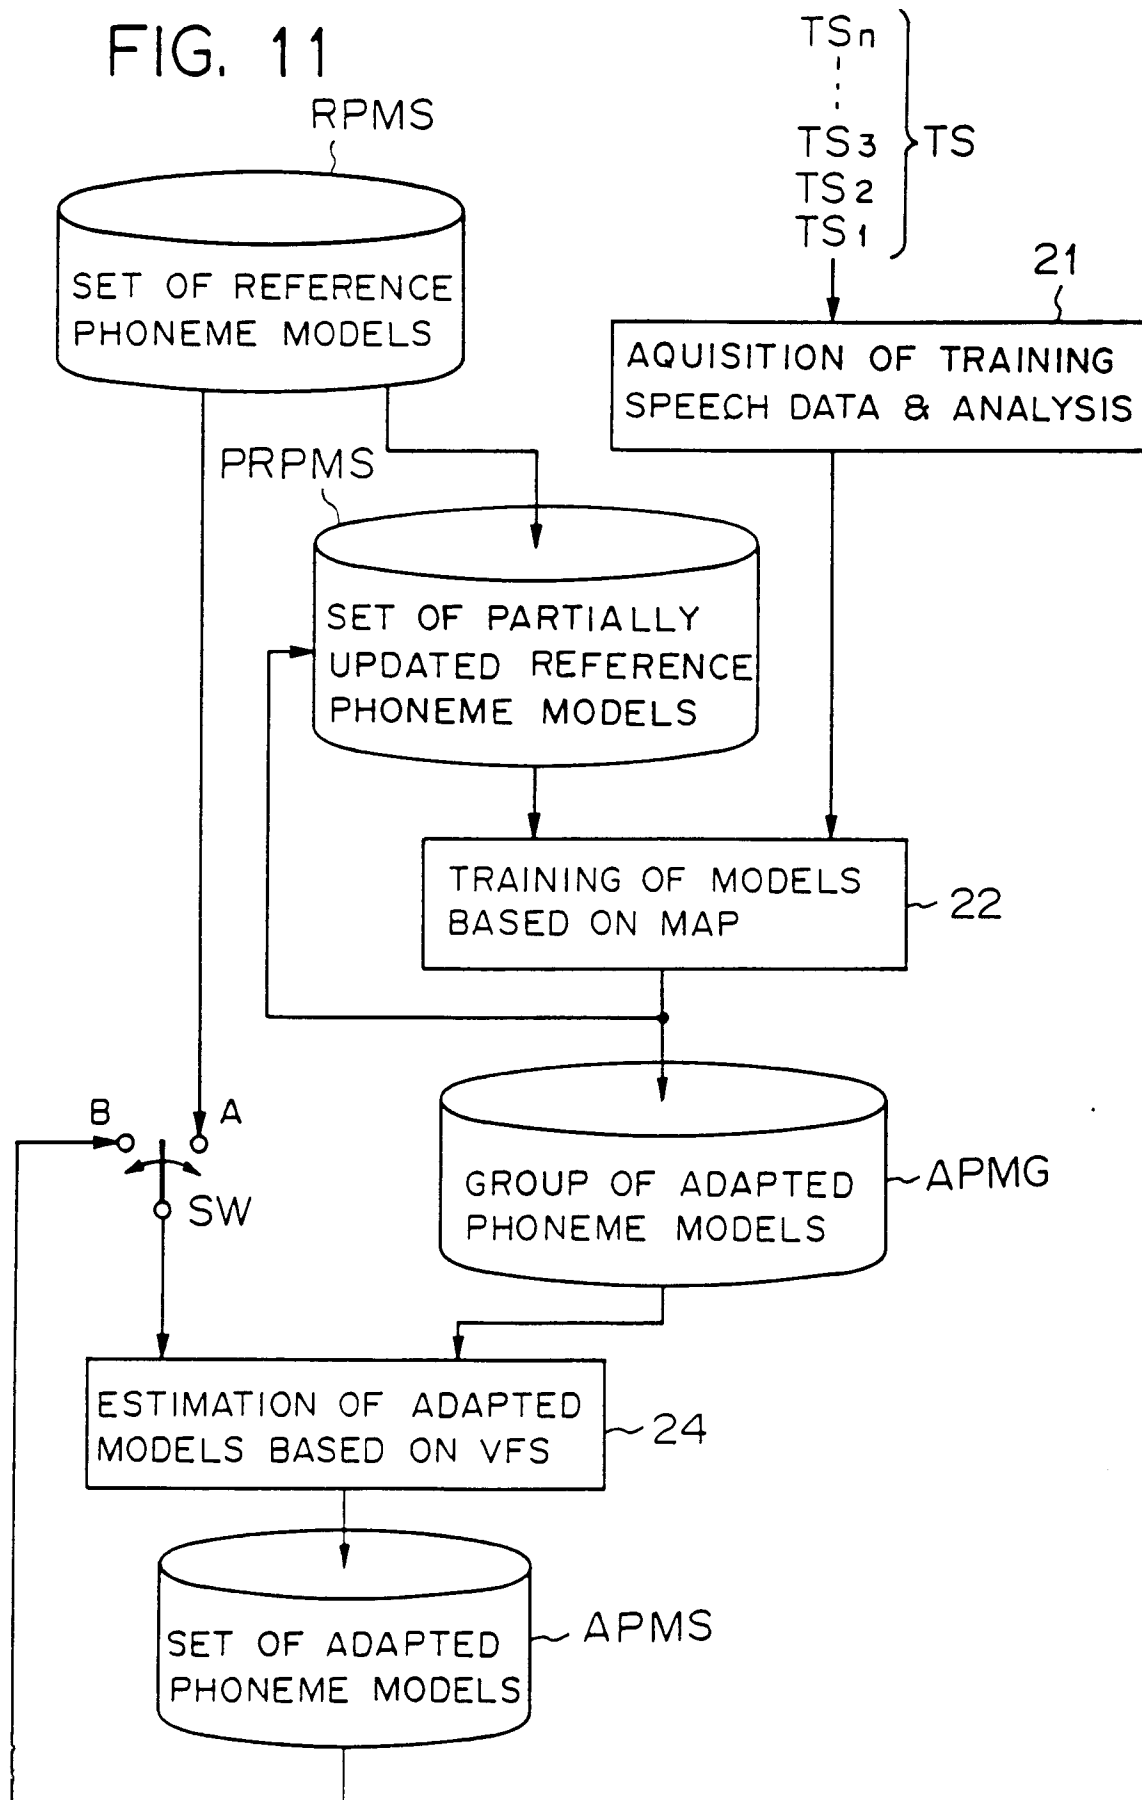 FIG. 11
RPMS
SET OF REFERENCE
PHONEME MODELS
TSn
TS3
TS2
TS1
TS
21
AQUISITION OF TRAINING
SPEECH DATA & ANALYSIS
PRPMS
SET OF PARTIALLY
UPDATED REFERENCE
PHONEME MODELS
TRAINING OF MODELS
BASED ON MAP
22
B
A
SW
GROUP OF ADAPTED
PHONEME MODELS
APMG
ESTIMATION OF ADAPTED
MODELS BASED ON VFS
24
SET OF ADAPTED
PHONEME MODELS
APMS